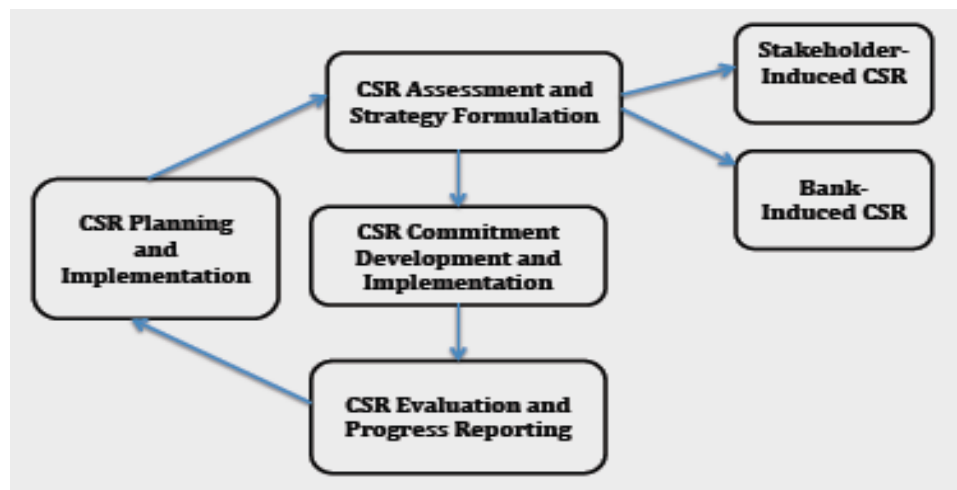 CSR Assessment and
Strategy Formulation
Stakeholder-
Induced CSR
Bank-
Induced CSR
CSR Planning
and
Implementation
CSR Commitment
Development and
Implementation
CSR Evaluation and
Progress Reporting